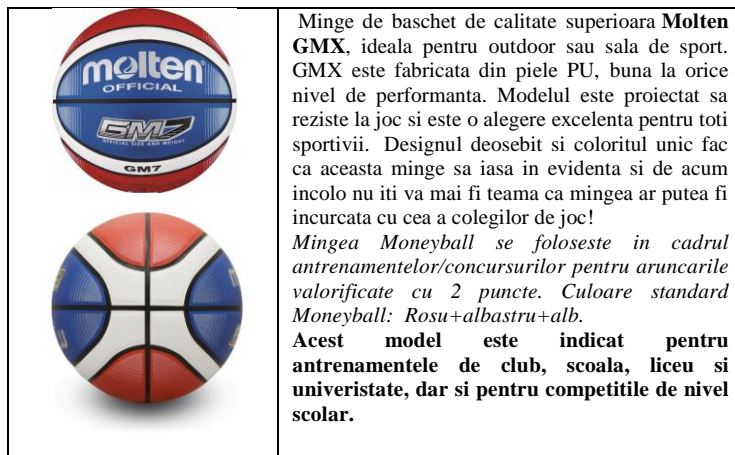 molten
OFFICIAL
GM7
OFFICIAL SIZE AND WEIGHT
GM7
Minge de baschet de calitate superioara Molten
GMX, ideala pentru outdoor sau sala de sport.
GMX este fabricata din piele PU, buna la orice
nivel de performanta. Modelul este proiectat sa
reziste la joc si este o alegere excelenta pentru toti
sportivii. Designul deosebit si coloritul unic fac
ca aceasta minge sa iasa in evidenta si de acum
incolo nu iti va mai fi teama ca mingea ar putea fi
incurcata cu cea a colegilor de joc!
Mingea Moneyball se foloseste in cadrul
antrenamentelor/concursurilor pentru aruncarile
valorificate cu 2 puncte. Culoare standard
Moneyball: Rosu+albastru+alb.
Acest model este indicat pentru
antrenamentele de club, scoala, liceu si
univeristate, dar si pentru competitile de nivel
scolar.